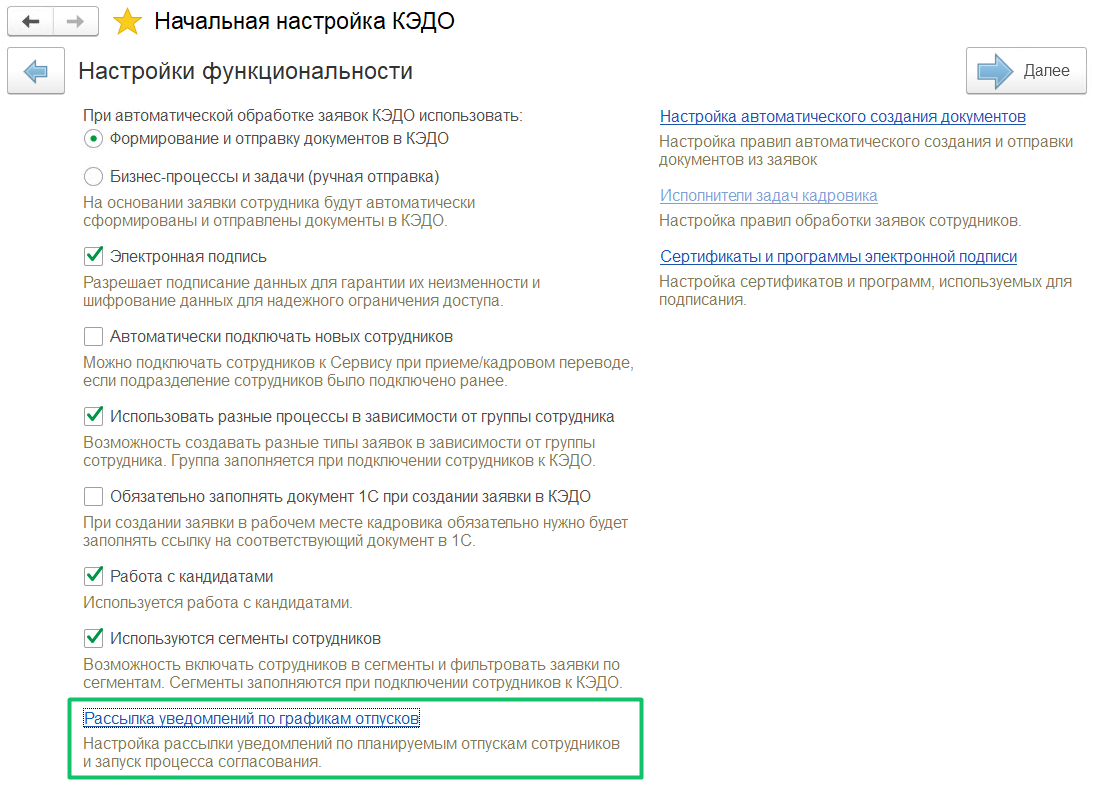 Начальная настройка КЭДО
Настройки функциональности
Далее
При автоматической обработке заявок КЭДО использовать:
Формирование и отправку документов в КЭДО
Бизнес-процессы и задачи (ручная отправка)
На основании заявки сотрудника будут автоматически
сформированы и отправлены документы в КЭДО.
Электронная подпись
Разрешает подписание данных для гарантии их неизменности и
шифрование данных для надежного ограничения доступа.
Автоматически подключать новых сотрудников
Можно подключать сотрудников к Сервису при приеме/кадровом переводе,
если подразделение сотрудников было подключено ранее.
Использовать разные процессы в зависимости от группы сотрудника
Возможность создавать разные типы заявок в зависимости от группы
сотрудника. Группа заполняется при подключении сотрудников к КЭДО.
Обязательно заполнять документ 1С при создании заявки в КЭДО
При создании заявки в рабочем месте кадровика обязательно нужно будет
заполнять ссылку на соответствующий документ в 1С.
Работа с кандидатами
Используется работа с кандидатами.
Используются сегменты сотрудников
Возможность включать сотрудников в сегменты и фильтровать заявки по
сегментам. Сегменты заполняются при подключении сотрудников к КЭДО.
Рассылка уведомлений по графикам отпусков
Настройка рассылки уведомлений по планируемым отпускам сотрудников
и запуск процесса согласования.
Настройка автоматического создания документов
Настройка правил автоматического создания и отправки
документов из заявок
Исполнители задач кадровика
Настройка правил обработки заявок сотрудников.
Сертификаты и программы электронной подписи
Настройка сертификатов и программ, используемых для
подписания.